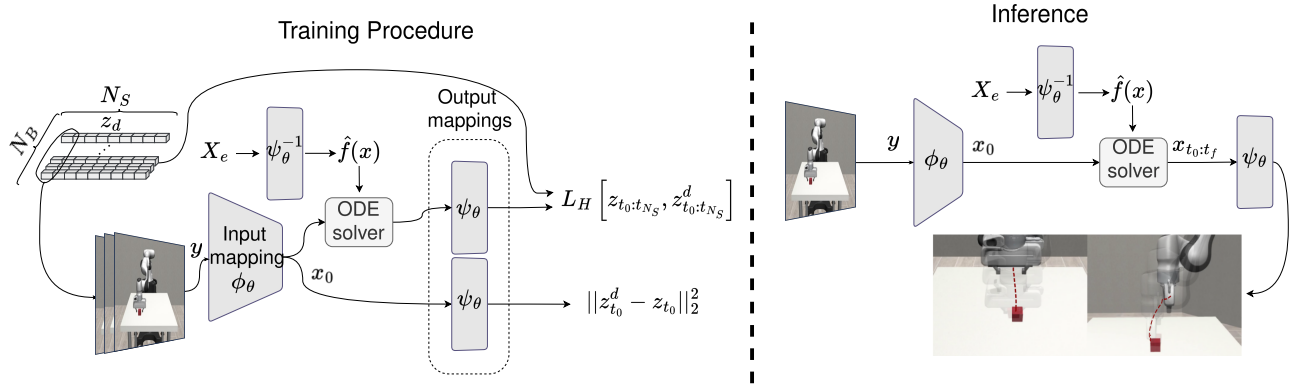 Training Procedure
N_S
z_d
N_B
X_e
ψ_θ^{-1}
f̂(x)
Output
mappings
ODE
solver
ψ_θ
L_H [z_{t_0:t_{N_S}}, z^d_{t_0:t_{N_S}}]
y
Input
mapping
ϕ_θ
x_0
ψ_θ
||z^d_{t_0} − z_{t_0}||_2^2
Inference
X_e
ψ_θ^{-1}
f̂(x)
y
ϕ_θ
x_0
ODE
solver
x_{t_0:t_f}
ψ_θ